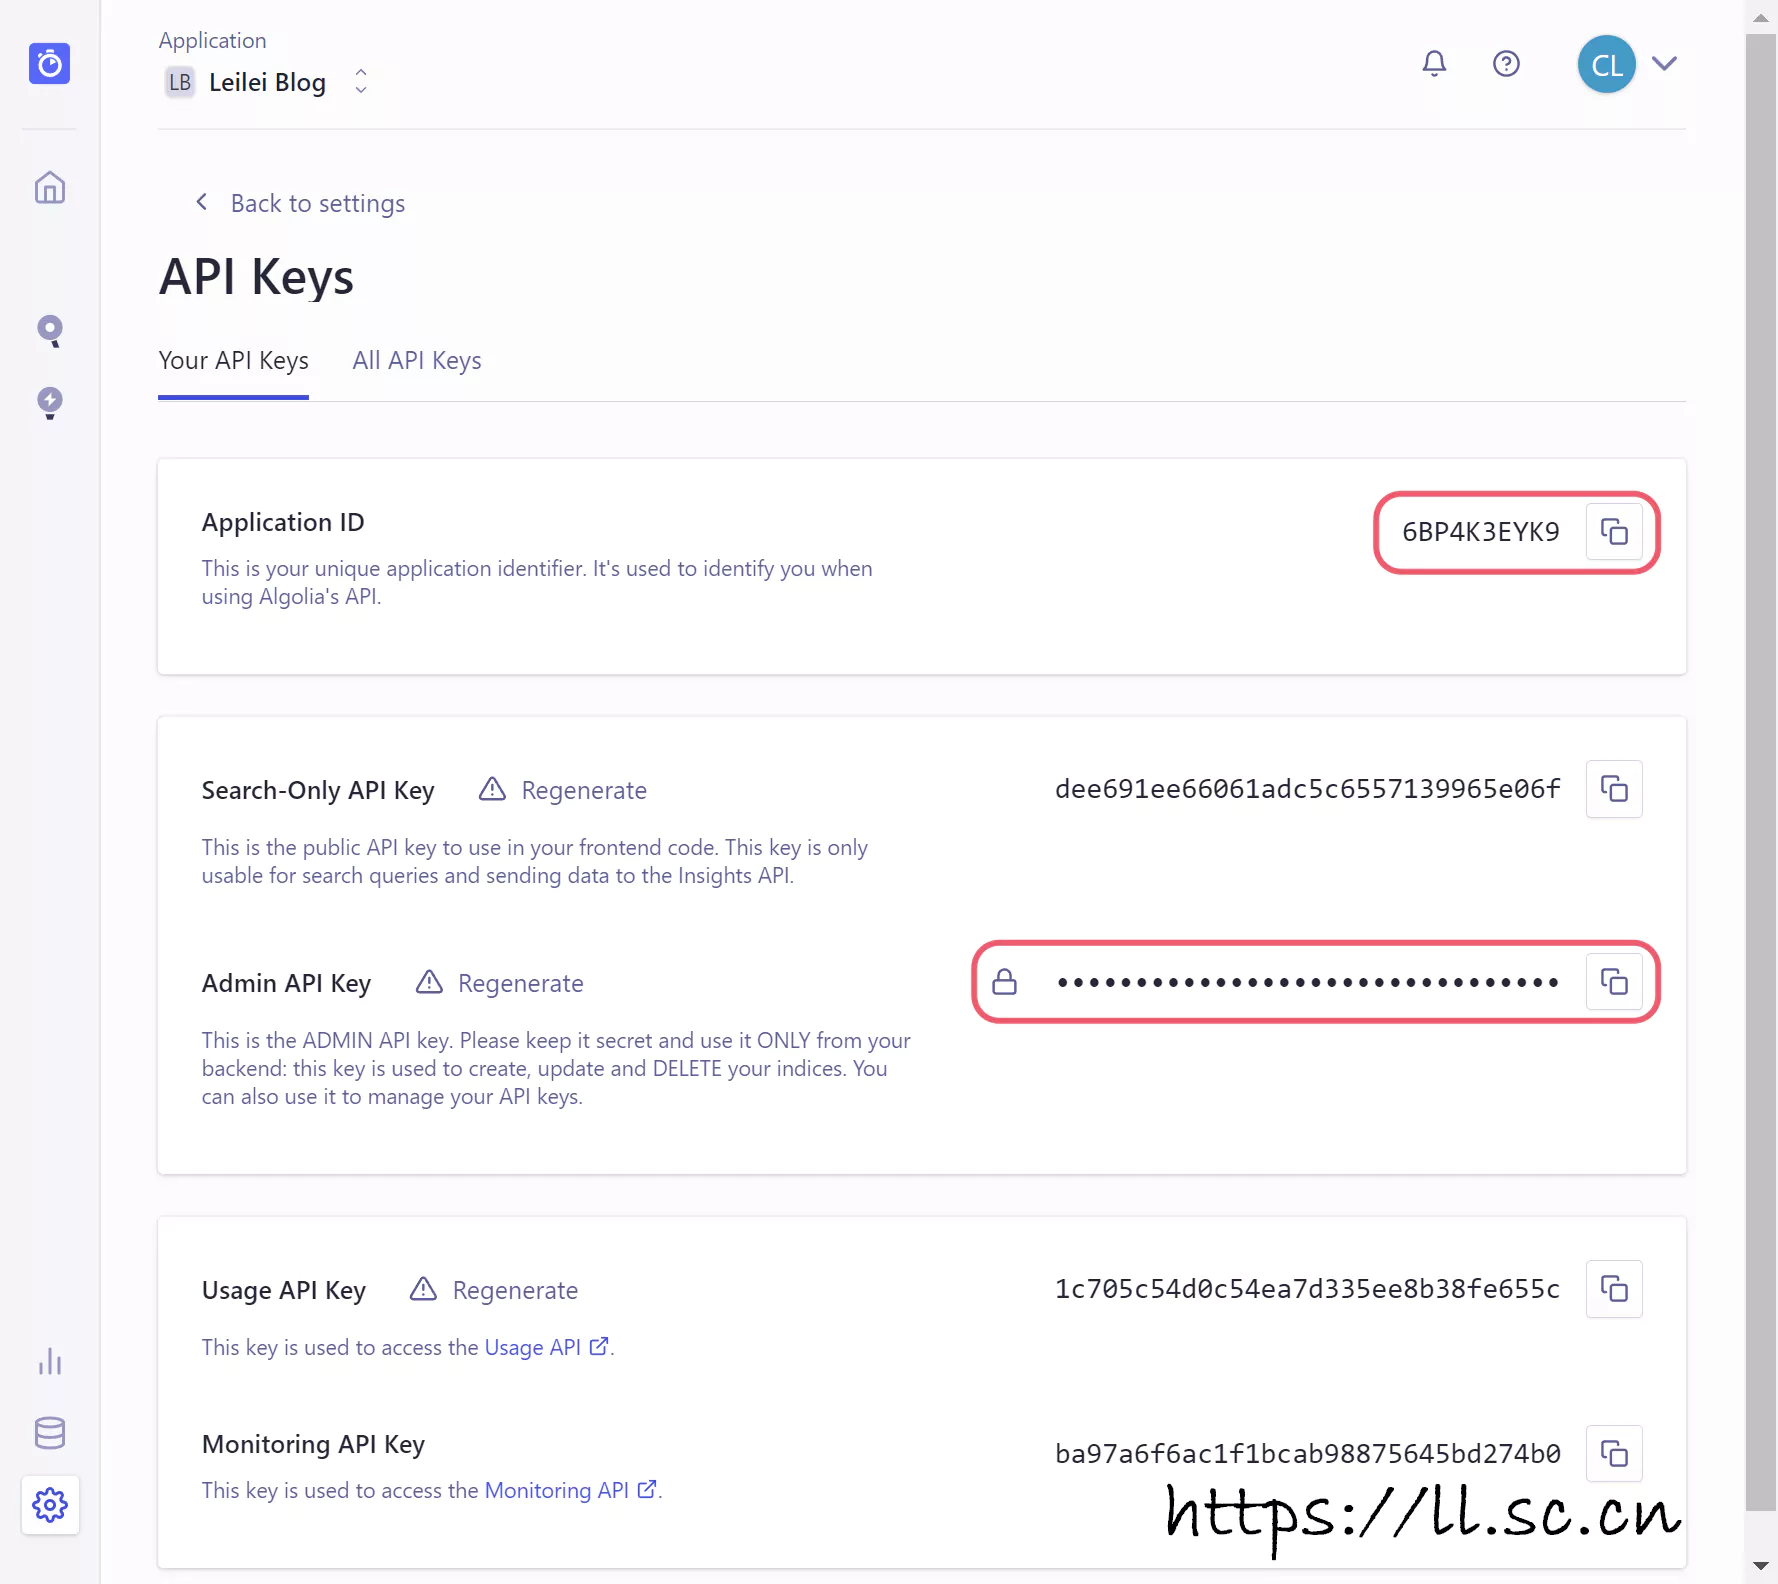 Application
LB Leilei Blog
CL
Back to settings
API Keys
Your API Keys All API Keys
Application ID
6BP4K3EYK9
This is your unique application identifier. It's used to identify you when
using Algolia's API.
Search-Only API Key Regenerate
dee691ee66061adc5c6557139965e06f
This is the public API key to use in your frontend code. This key is only
usable for search queries and sending data to the Insights API.
Admin API Key Regenerate
••••••••••••••••••••••••••••••••
This is the ADMIN API key. Please keep it secret and use it ONLY from your
backend: this key is used to create, update and DELETE your indices. You
can also use it to manage your API keys.
Usage API Key Regenerate
1c705c54d0c54ea7d335ee8b38fe655c
This key is used to access the Usage API.
Monitoring API Key
ba97a6f6ac1f1bcab98875645bd274b0
This key is used to access the Monitoring API.
https://ll.sc.cn